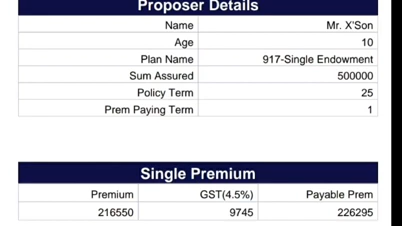 Proposer Details
Name Mr. X'Son
Age 10
Plan Name 917-Single Endowment
Sum Assured 500000
Policy Term 25
Prem Paying Term 1
Single Premium
Premium GST(4.5%) Payable Prem
216550 9745 226295